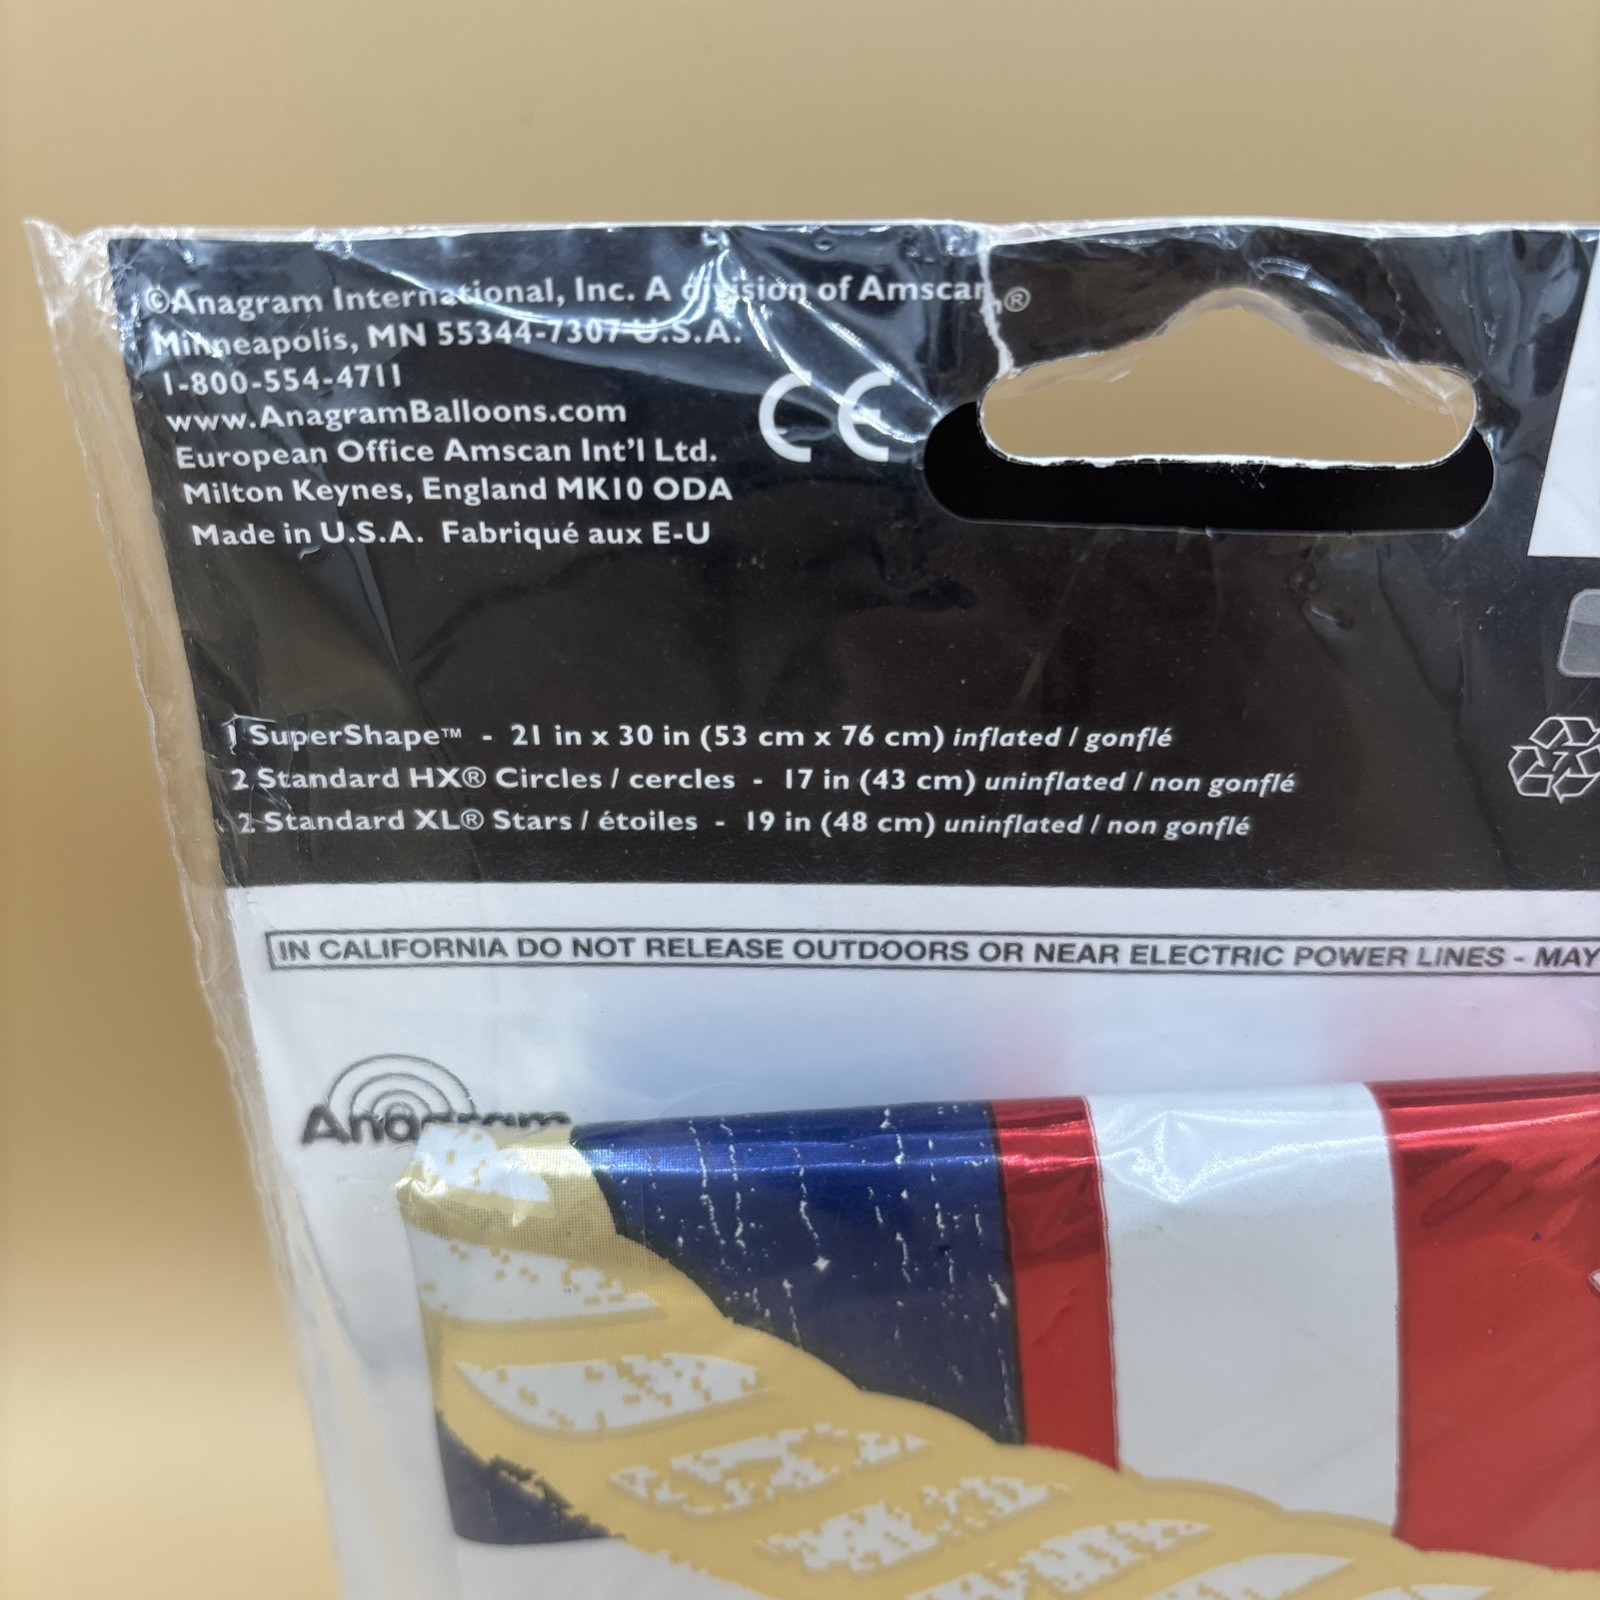 ©Anagram International, Inc. A division of Amscan®
Minneapolis, MN 55344-7307 U.S.A.
1-800-554-4711
www.AnagramBalloons.com
European Office Amscan Int'l Ltd.
Milton Keynes, England MK10 ODA
Made in U.S.A. Fabriqué aux E-U
CE
1 SuperShape™ - 21 in x 30 in (53 cm x 76 cm) inflated / gonflé
2 Standard HX® Circles / cercles - 17 in (43 cm) uninflated / non gonflé
2 Standard XL® Stars / étoiles - 19 in (48 cm) uninflated / non gonflé
7
IN CALIFORNIA DO NOT RELEASE OUTDOORS OR NEAR ELECTRIC POWER LINES - MAY
Anagram